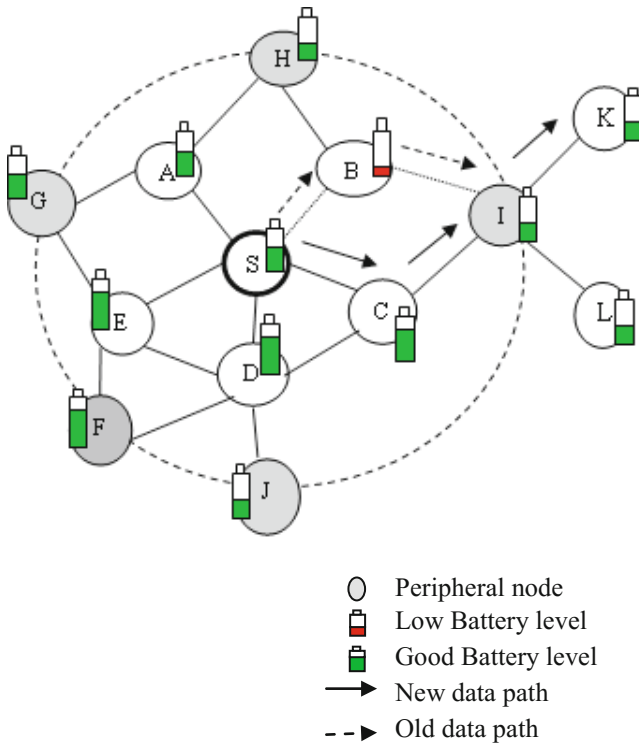 H
K
A
B
G
I
S
C
L
E
D
F
J
Peripheral node
Low Battery level
Good Battery level
New data path
Old data path